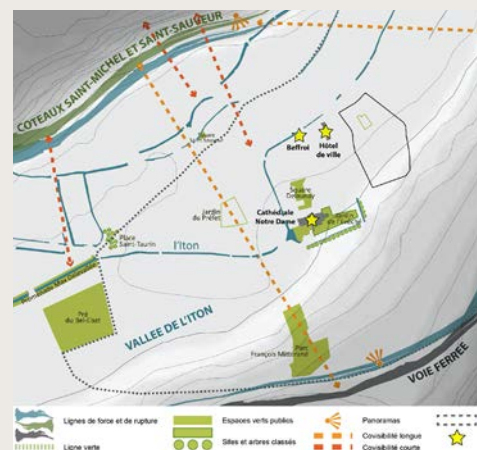 COTEAUX SAINT-MICHEL ET SAINT-SAUVEUR
Beffroi
Hôtel
de ville
Square
Cathédrale
Notre Dame
Jardin
du Préfet
Place
Saint-Taurin
l'Iton
Pré
du Bel-Ebat
VALLEE DE L'ITON
Parc
François Mitterrand
VOIE FERREE
Lignes de force et de rupture
Ligne verte
Espaces verts publics
Sites et arbres classés
Panoramas
Covisibilité longue
Covisibilité courte